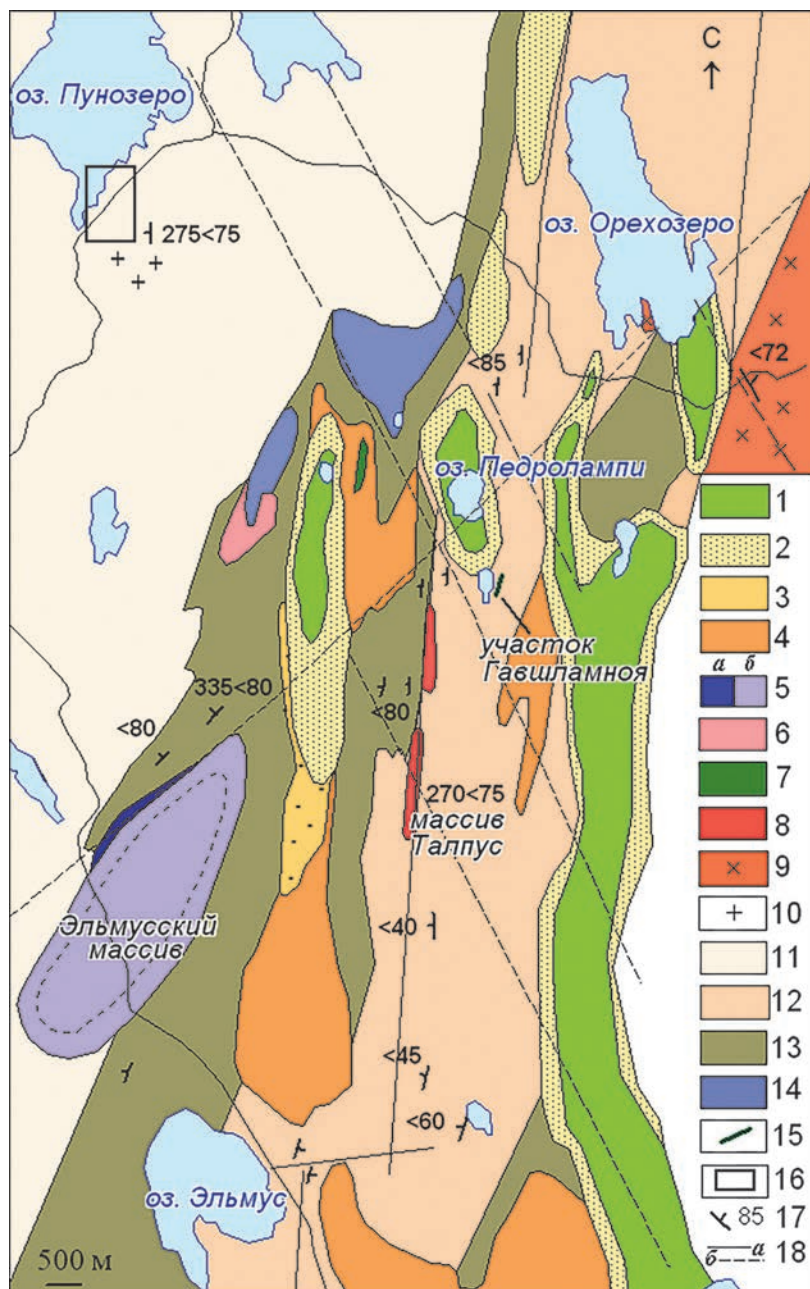 С
оз. Пунозеро
275<75
оз. Орехозеро
<85
<72
оз. Педролампи
участок
Гавшламноя
335<80
<80
<80
270<75
массив
Талпус
Эльмусский
массив
<40
<45
<60
оз. Эльмус
500 м
1
2
3
4
а б
5
6
7
8
9
10
11
12
13
14
15
16
85 17
б а 18